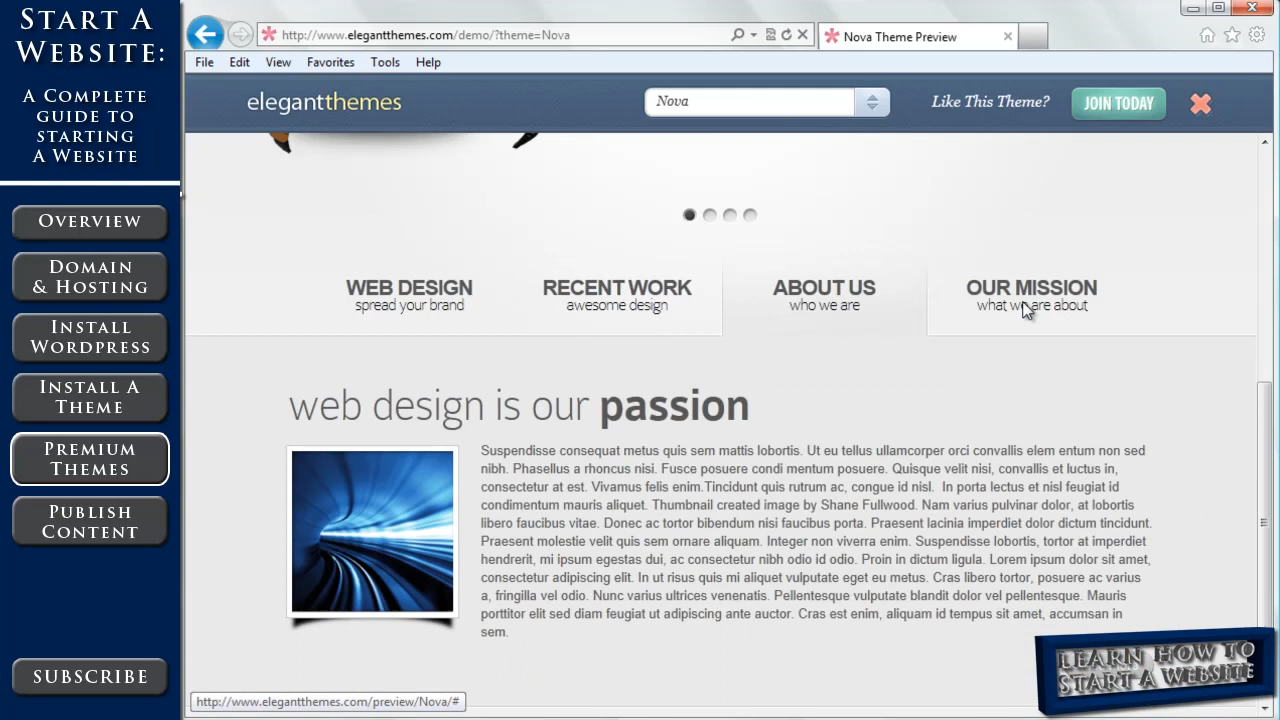 START A
WEBSITE:
A COMPLETE
GUIDE TO
STARTING
A WEBSITE
OVERVIEW
DOMAIN
& HOSTING
INSTALL
WORDPRESS
INSTALL A
THEME
PREMIUM
THEMES
PUBLISH
CONTENT
SUBSCRIBE
http://www.elegantthemes.com/demo/?theme=Nova
Nova Theme Preview
File Edit View Favorites Tools Help
elegantthemes
Nova
Like This Theme?
JOIN TODAY
WEB DESIGN
spread your brand
RECENT WORK
awesome design
ABOUT US
who we are
OUR MISSION
what we are about
web design is our passion
Suspendisse consequat metus quis sem mattis lobortis. Ut eu tellus ullamcorper orci convallis elem entum non sed
nibh. Phasellus a rhoncus nisi. Fusce posuere condi mentum posuere. Quisque velit nisi, convallis et luctus in,
consectetur at est. Vivamus felis enim.Tincidunt quis rutrum ac, congue id nisl. In porta lectus et nisl feugiat id
condimentum mauris aliquet. Thumbnail created image by Shane Fullwood. Nam varius pulvinar dolor, at lobortis
libero faucibus vitae. Donec ac tortor bibendum nisi faucibus porta. Praesent lacinia imperdiet dolor dictum tincidunt.
Praesent molestie velit quis sem ornare aliquam. Integer non viverra enim. Suspendisse lobortis, tortor at imperdiet
hendrerit, mi ipsum egestas dui, ac consectetur nibh odio id odio. Proin in dictum ligula. Lorem ipsum dolor sit amet,
consectetur adipiscing elit. In ut risus quis mi aliquet vulputate eget eu metus. Cras libero tortor, posuere ac varius
a, fringilla vel odio. Nunc varius ultrices venenatis. Pellentesque vulputate blandit dolor vel pellentesque. Mauris
porttitor elit sed diam feugiat ut adipiscing ante auctor. Cras est enim, aliquam id tempus sit amet, accumsan in
sem.
http://www.elegantthemes.com/preview/Nova/#
LEARN HOW TO
START A WEBSITE